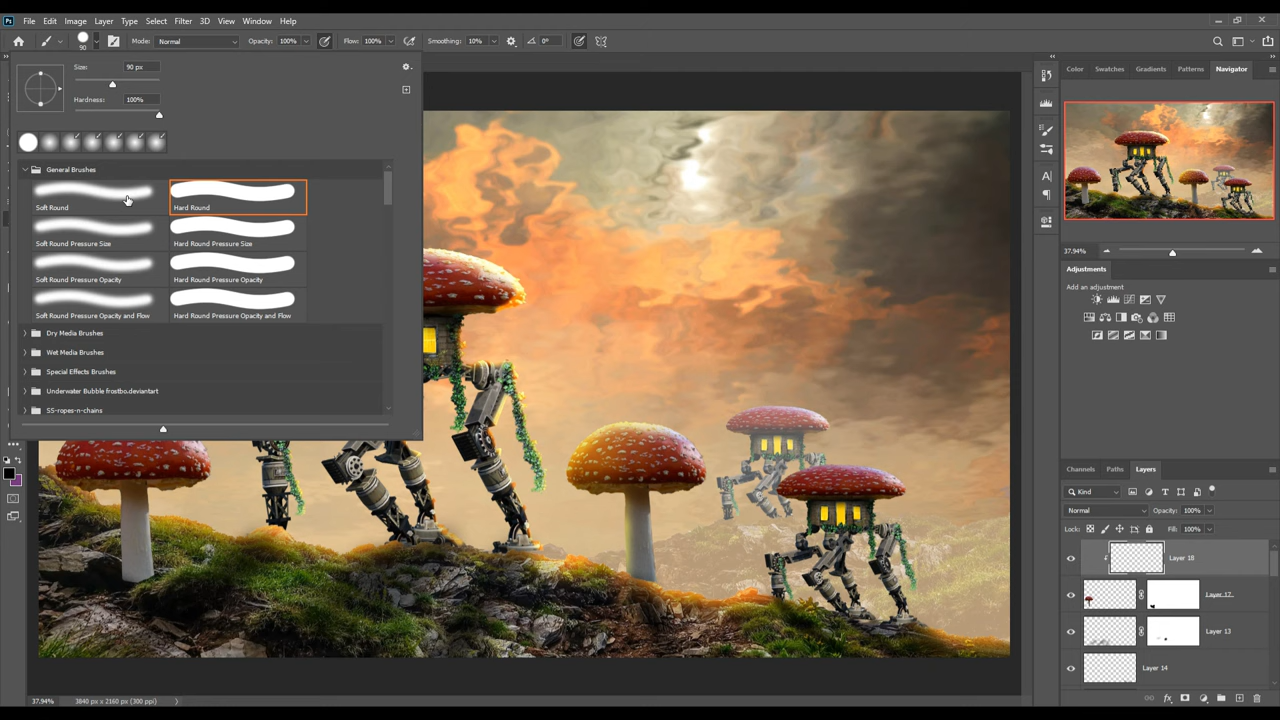 Ps File Edit Image Layer Type Select Filter 3D View Window Help
90 Mode: Normal Opacity: 100% Flow: 100% Smoothing: 10% 0°
Size: 90 px
Hardness: 100%
General Brushes
Soft Round Hard Round
Soft Round Pressure Size Hard Round Pressure Size
Soft Round Pressure Opacity Hard Round Pressure Opacity
Soft Round Pressure Opacity and Flow Hard Round Pressure Opacity and Flow
Dry Media Brushes
Wet Media Brushes
Special Effects Brushes
Underwater Bubble frostbo.deviantart
SS-ropes-n-chains
Color Swatches Gradients Patterns Navigator
37.94%
Adjustments
Add an adjustment
Channels Paths Layers
Kind
Normal Opacity: 100%
Lock: Fill: 100%
Layer 18
Layer 17
Layer 13
Layer 14
37.94% 3840 px x 2160 px (300 ppi)